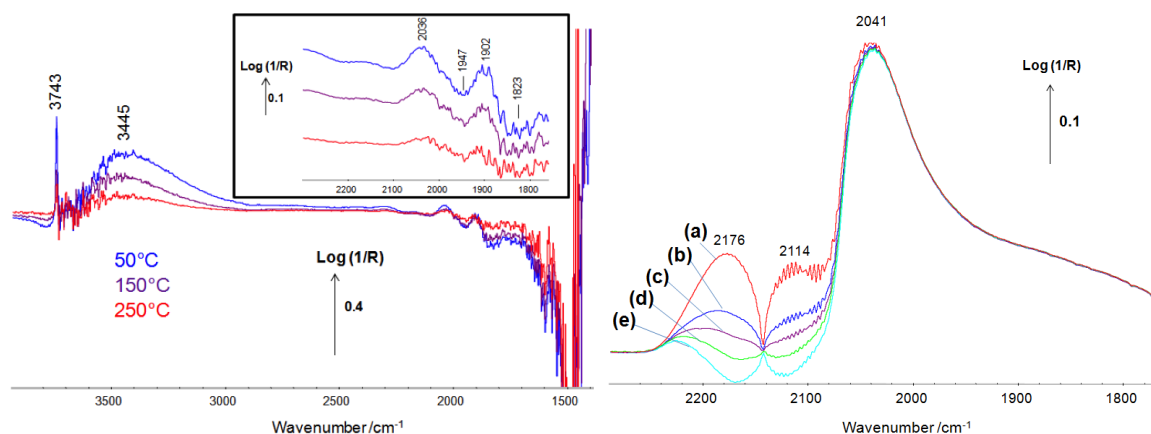 3743
3445
50°C
150°C
250°C
Log (1/R)
0.4
3500
3000
2500
2000
1500
Wavenumber /cm-1
Log (1/R)
0.1
2036
1947
1902
1823
2200
2100
2000
1900
1800
2041
Log (1/R)
0.1
(a)
(b)
(c)
(d)
(e)
2176
2114
2200
2100
2000
1900
1800
Wavenumber /cm-1